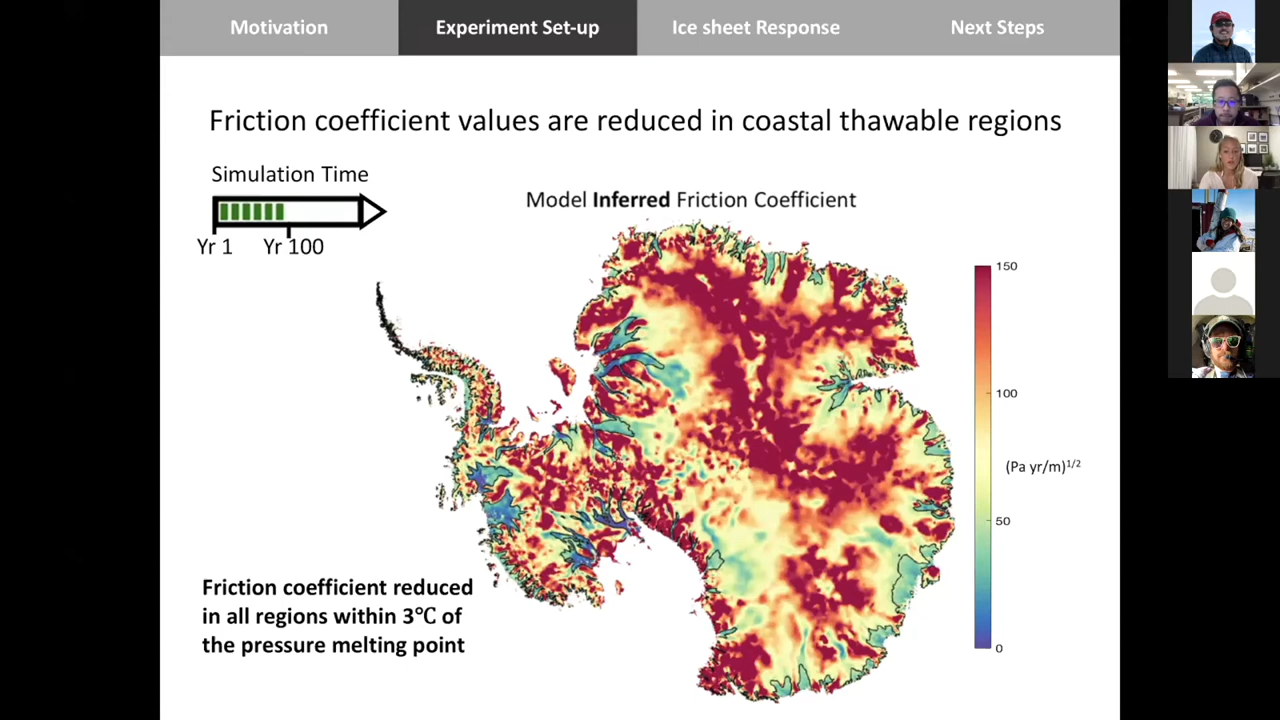 Motivation
Experiment Set-up
Ice sheet Response
Next Steps
Friction coefficient values are reduced in coastal thawable regions
Simulation Time
Yr 1
Yr 100
Model Inferred Friction Coefficient
150
100
(Pa yr/m)^1/2
50
0
Friction coefficient reduced
in all regions within 3℃ of
the pressure melting point